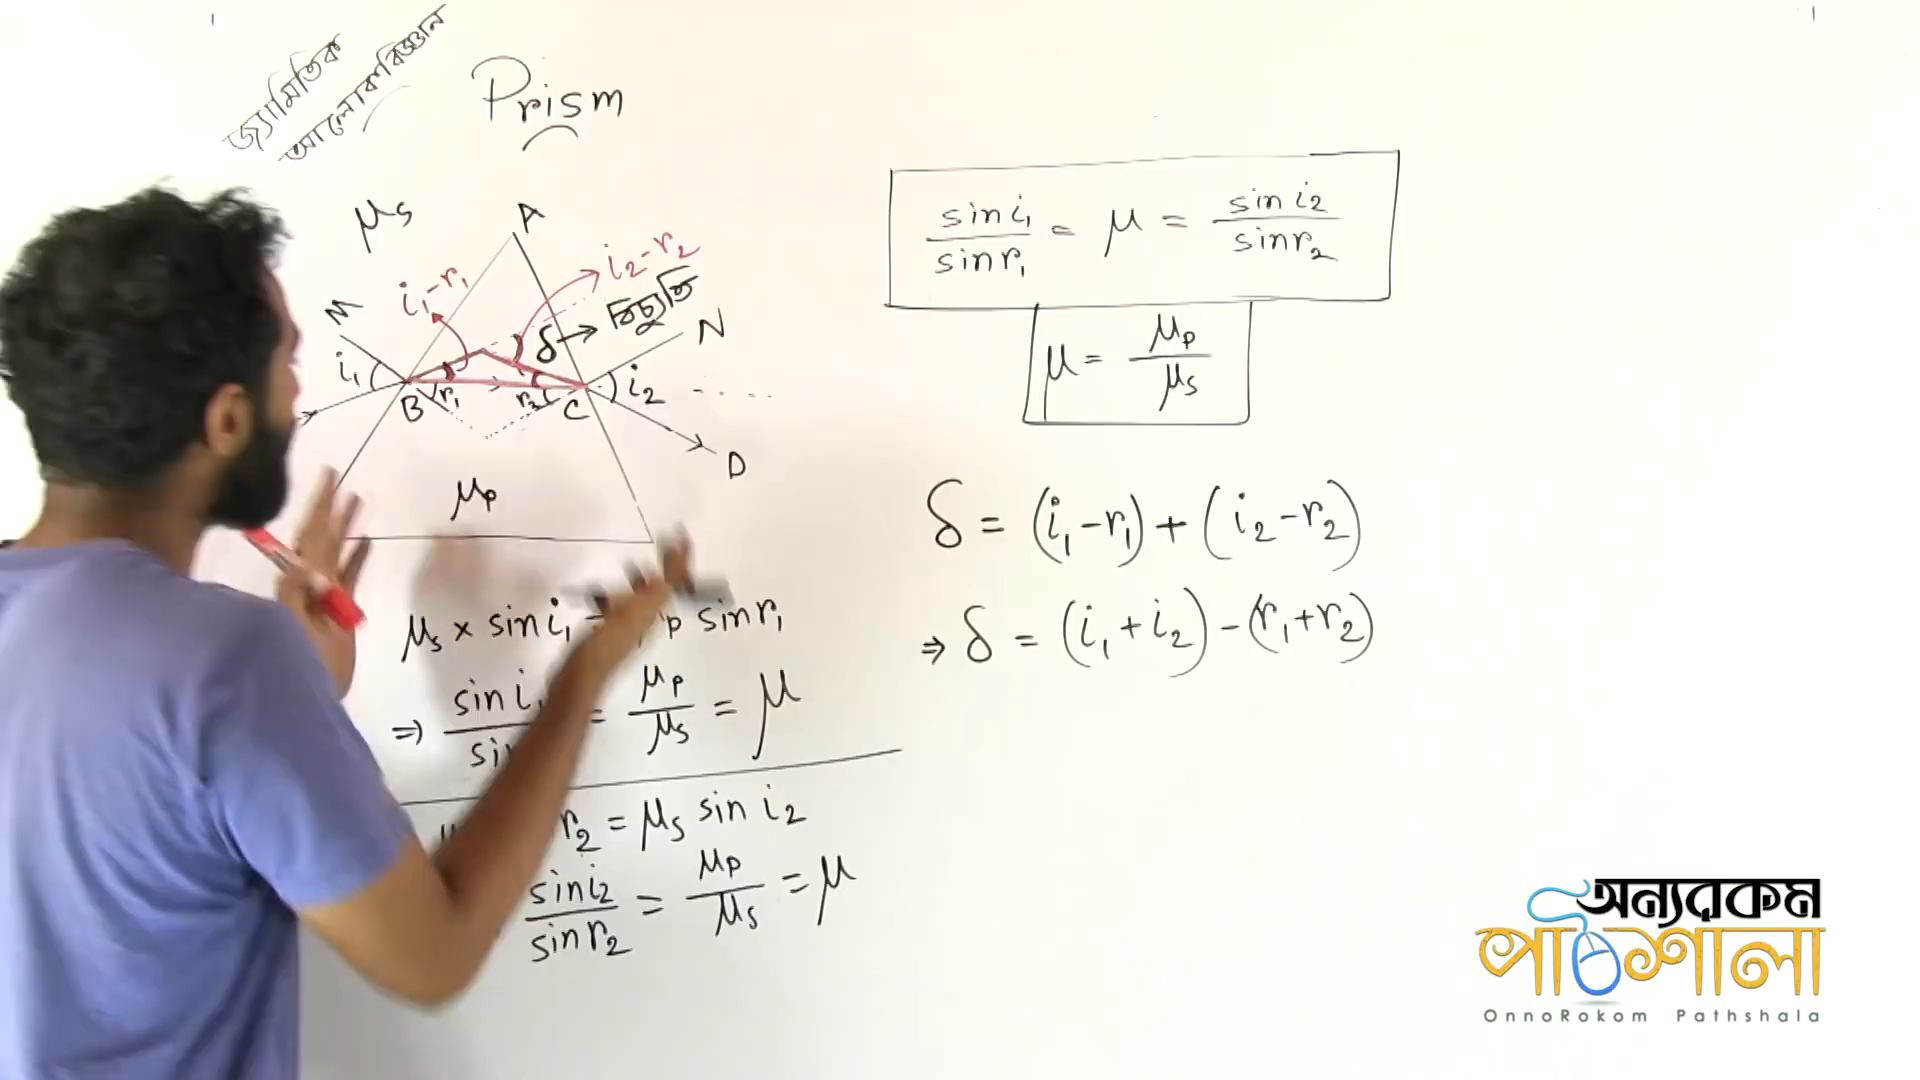 জ্যামিতিক
আলোকবিজ্ঞান
Prism
μs
A
i₁-r₁
i₂-r₂
δ → বিচ্যুতি
M
N
i₁
B
r₁
r₂
C
i₂
D
μp
μs × sin i₁ = μp sin r₁
⇒ sin i₁ / sin = μp / μs = μ
r₂ = μs sin i₂
sin i₂ / sin r₂ = μp / μs = μ
sin i₁ / sin r₁ = μ = sin i₂ / sin r₂
μ = μp / μs
δ = (i₁-r₁) + (i₂-r₂)
⇒ δ = (i₁+i₂) - (r₁+r₂)
অন্যরকম
পাঠশালা
OnnoRokom Pathshala